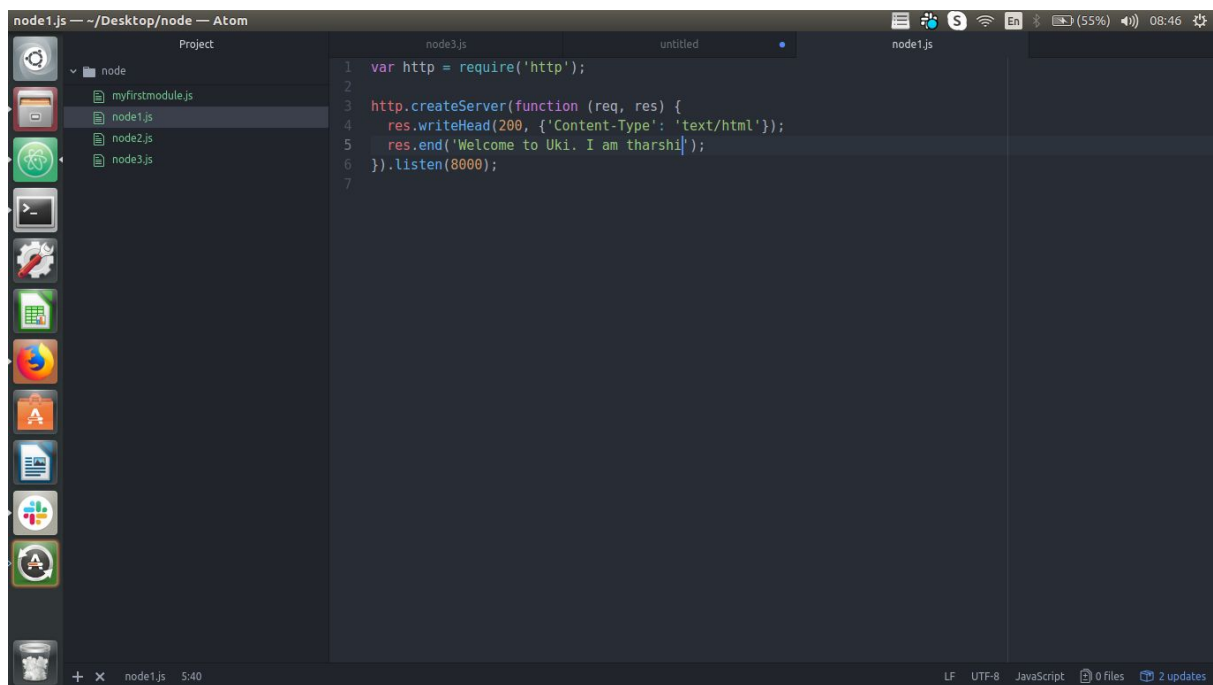 node1.js — ~/Desktop/node — Atom
S En (55%) 08:46
Project
node
myfirstmodule.js
node1.js
node2.js
node3.js
node3.js untitled node1.js
1 var http = require('http');
2
3 http.createServer(function (req, res) {
4 res.writeHead(200, {'Content-Type': 'text/html'});
5 res.end('Welcome to Uki. I am tharshi');
6 }).listen(8000);
7
+ × node1.js 5:40
LF UTF-8 JavaScript 0 files 2 updates